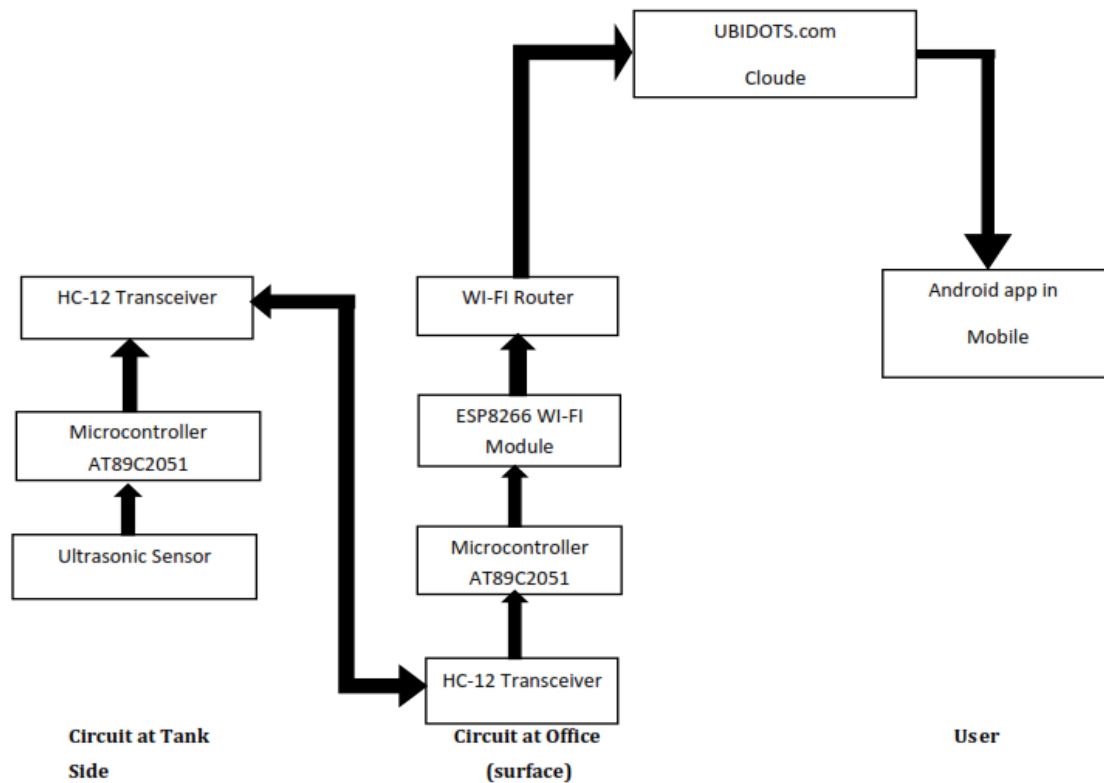 UBIDOTS.com
Cloude
HC-12 Transceiver
Microcontroller
AT89C2051
Ultrasonic Sensor
WI-FI Router
ESP8266 WI-FI
Module
Microcontroller
AT89C2051
HC-12 Transceiver
Android app in
Mobile
Circuit at Tank
Side
Circuit at Office
(surface)
User